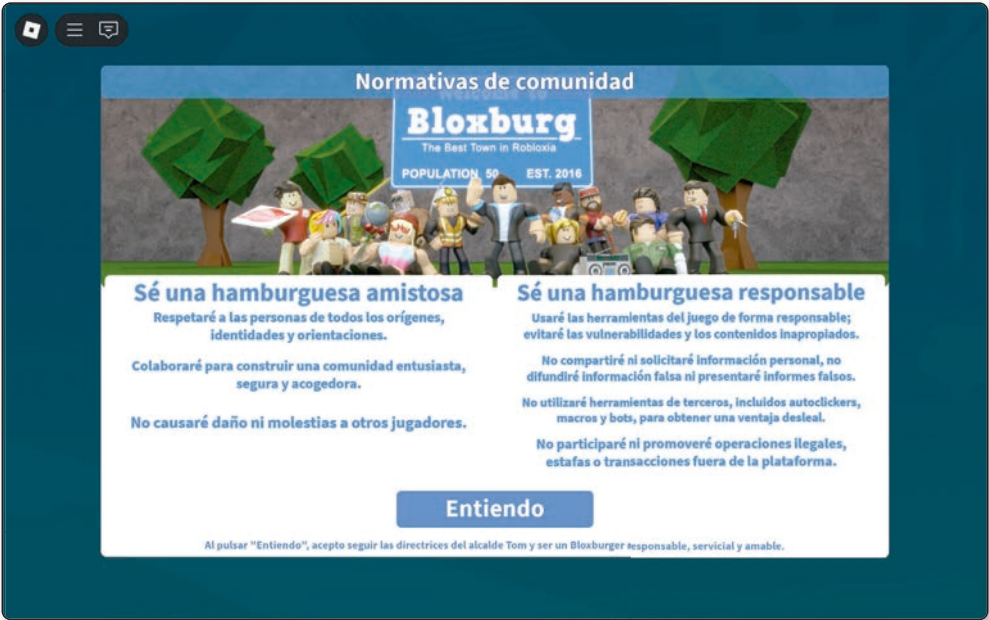 Normativas de comunidad
Bloxburg
The Best Town in Robloxia
POPULATION 50 EST. 2016
Sé una hamburguesa amistosa
Respetaré a las personas de todos los orígenes,
identidades y orientaciones.
Colaboraré para construir una comunidad entusiasta,
segura y acogedora.
No causaré daño ni molestias a otros jugadores.
Sé una hamburguesa responsable
Usaré las herramientas del juego de forma responsable;
evitaré las vulnerabilidades y los contenidos inapropiados.
No compartiré ni solicitaré información personal, no
difundiré información falsa ni presentaré informes falsos.
No utilizaré herramientas de terceros, incluidos autoclickers,
macros y bots, para obtener una ventaja desleal.
No participaré ni promoveré operaciones ilegales,
estafas o transacciones fuera de la plataforma.
Entiendo
Al pulsar "Entiendo", acepto seguir las directrices del alcalde Tom y ser un Bloxburger responsable, servicial y amable.